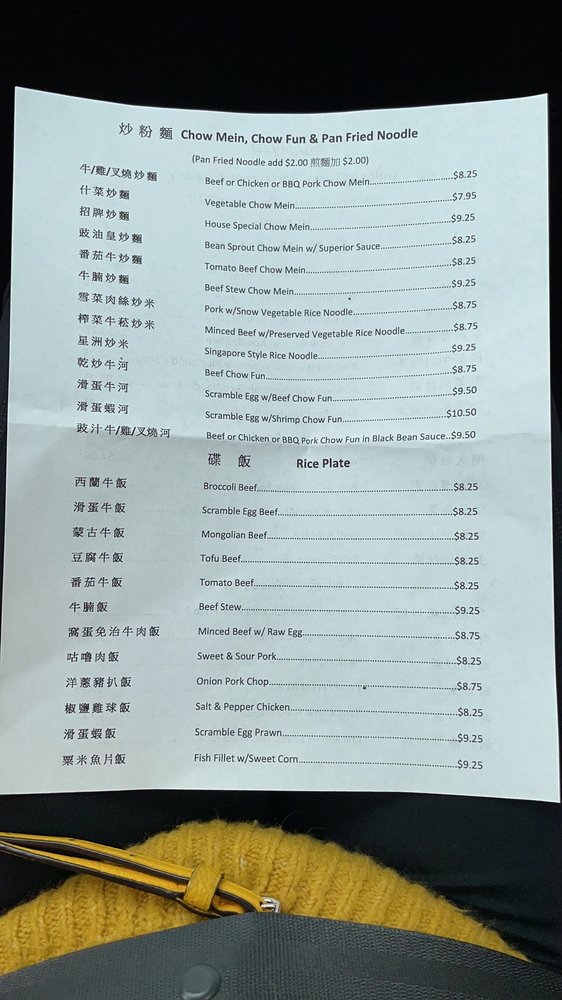 炒粉麵 Chow Mein, Chow Fun & Pan Fried Noodle
(Pan Fried Noodle add $2.00 煎麵加 $2.00)
牛/雞/叉燒炒麵 Beef or Chicken or BBQ Pork Chow Mein $8.25
什菜炒麵 Vegetable Chow Mein $7.95
招牌炒麵 House Special Chow Mein $9.25
豉油皇炒麵 Bean Sprout Chow Mein w/ Superior Sauce $8.25
番茄牛炒麵 Tomato Beef Chow Mein $8.25
牛腩炒麵 Beef Stew Chow Mein $9.25
雪菜肉絲炒米 Pork w/Snow Vegetable Rice Noodle $8.75
榨菜牛菘炒米 Minced Beef w/Preserved Vegetable Rice Noodle $8.75
星洲炒米 Singapore Style Rice Noodle $9.25
乾炒牛河 Beef Chow Fun $8.75
滑蛋牛河 Scramble Egg w/Beef Chow Fun $9.50
滑蛋蝦河 Scramble Egg w/Shrimp Chow Fun $10.50
豉汁牛/雞/叉燒河 Beef or Chicken or BBQ Pork Chow Fun in Black Bean Sauce..$9.50
碟飯 Rice Plate
西蘭牛飯 Broccoli Beef $8.25
滑蛋牛飯 Scramble Egg Beef $8.25
蒙古牛飯 Mongolian Beef $8.25
豆腐牛飯 Tofu Beef $8.25
番茄牛飯 Tomato Beef $8.25
牛腩飯 Beef Stew $9.25
窩蛋免治牛肉飯 Minced Beef w/ Raw Egg $8.75
咕嚕肉飯 Sweet & Sour Pork $8.25
洋蔥豬扒飯 Onion Pork Chop $8.75
椒鹽雞球飯 Salt & Pepper Chicken $8.25
滑蛋蝦飯 Scramble Egg Prawn $9.25
粟米魚片飯 Fish Fillet w/Sweet Corn $9.25